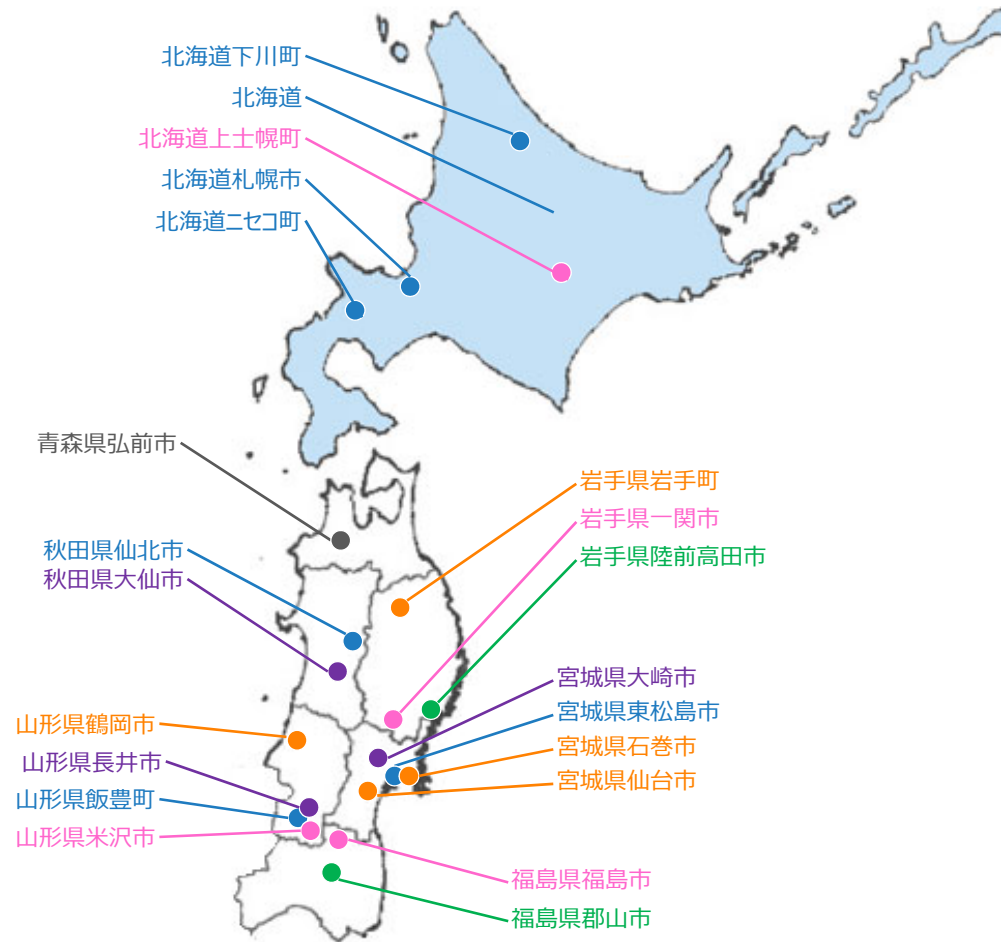 北海道下川町
北海道
北海道上士幌町
北海道札幌市
北海道ニセコ町
青森県弘前市
岩手県岩手町
岩手県一関市
岩手県陸前高田市
秋田県仙北市
秋田県大仙市
宮城県大崎市
宮城県東松島市
宮城県石巻市
宮城県仙台市
山形県鶴岡市
山形県長井市
山形県飯豊町
山形県米沢市
福島県福島市
福島県郡山市